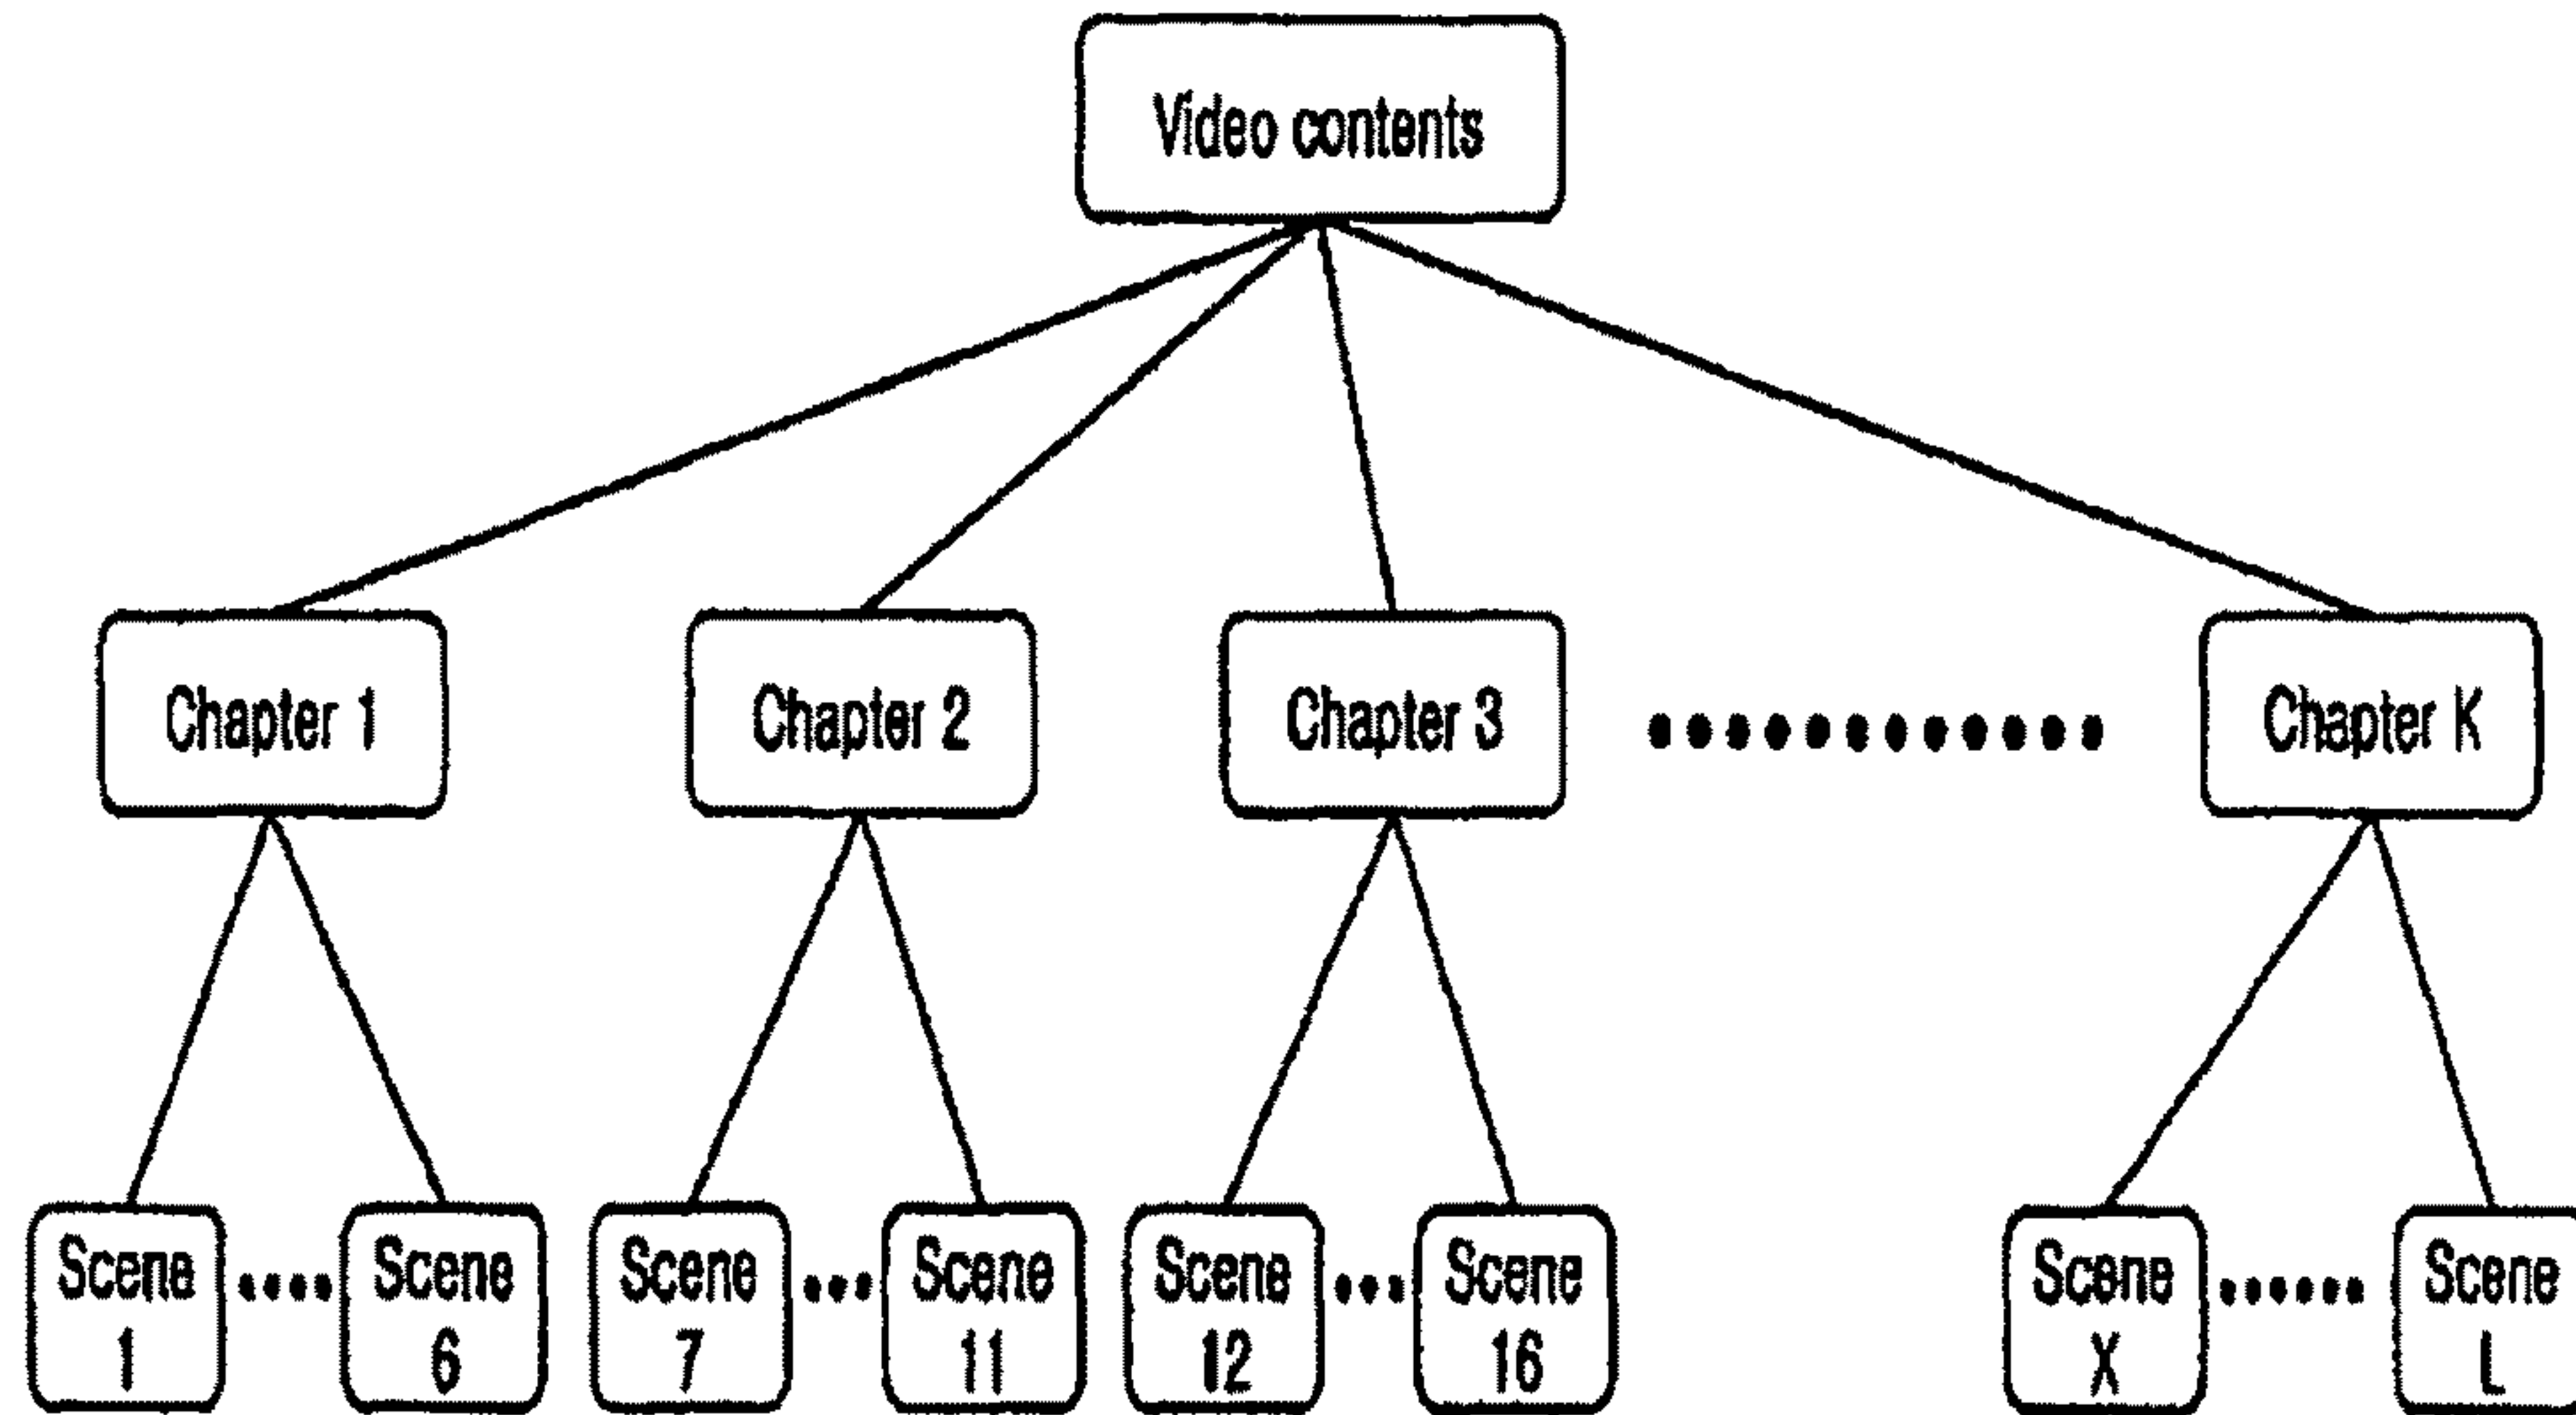 Video contents
Chapter 1
Chapter 2
Chapter 3
Chapter K
Scene
1
Scene
6
Scene
7
Scene
11
Scene
12
Scene
16
Scene
X
Scene
L